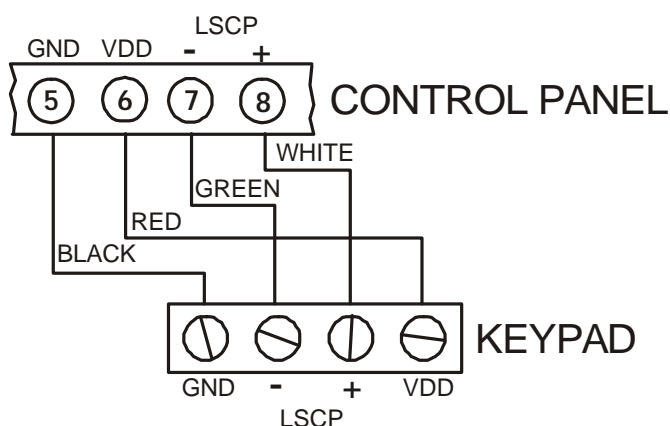 LSCP
GND VDD - +
5 6 7 8 CONTROL PANEL
WHITE
GREEN
RED
BLACK
KEYPAD
GND - + VDD
LSCP